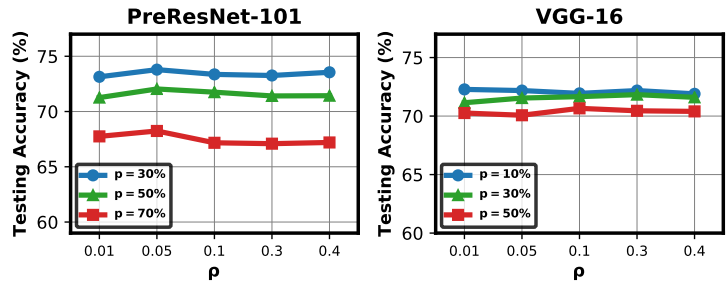 PreResNet-101
Testing Accuracy (%)
75
70
65
60
p = 30%
p = 50%
p = 70%
0.01 0.05 0.1 0.3 0.4
ρ
VGG-16
Testing Accuracy (%)
75
70
65
60
p = 10%
p = 30%
p = 50%
0.01 0.05 0.1 0.3 0.4
ρ